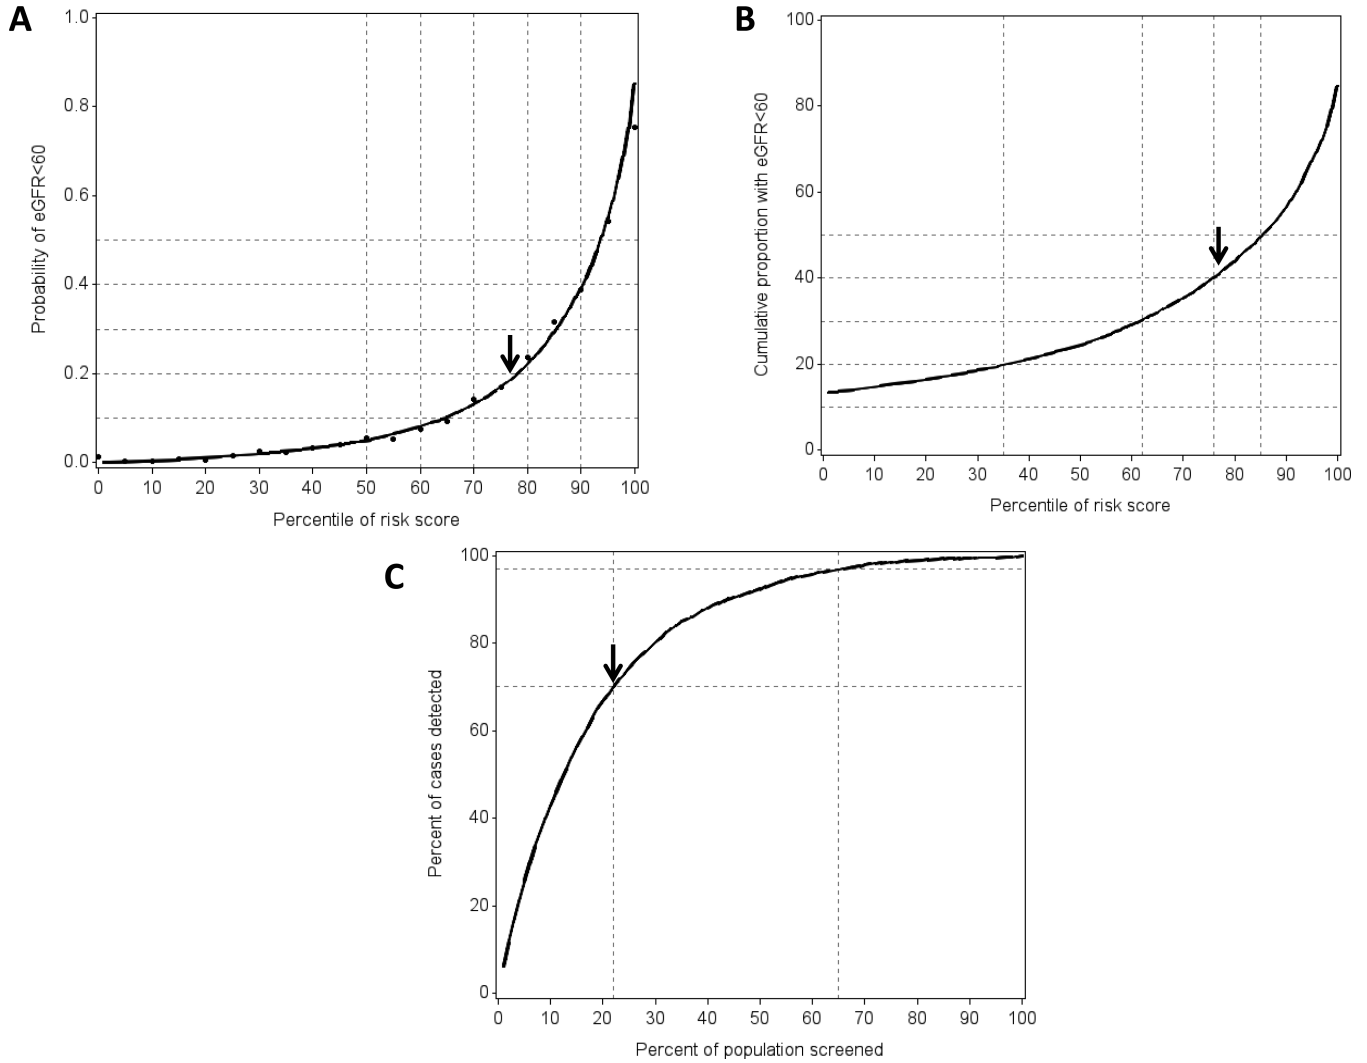 A
1.0
0.8
0.6
0.4
0.2
0.0
Probability of eGFR<60
0 10 20 30 40 50 60 70 80 90 100
Percentile of risk score
B
100
80
60
40
20
0
Cumulative proportion with eGFR<60
0 10 20 30 40 50 60 70 80 90 100
Percentile of risk score
C
100
80
60
40
20
0
Percent of cases detected
0 10 20 30 40 50 60 70 80 90 100
Percent of population screened